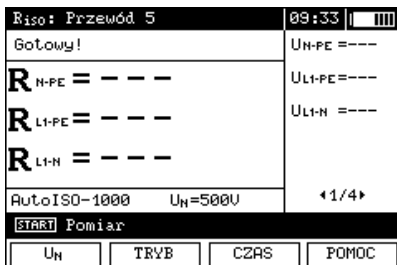 RISO: Przewód 5 09:33
Gotowy!
RN-PE = – – –
RL1-PE = – – –
RL1-N = – – –
UN-PE =---
UL1-PE=---
UL1-N =---
AutoISO-1000 UN=500V
1/4
START Pomiar
UN TRYB CZAS POMOC